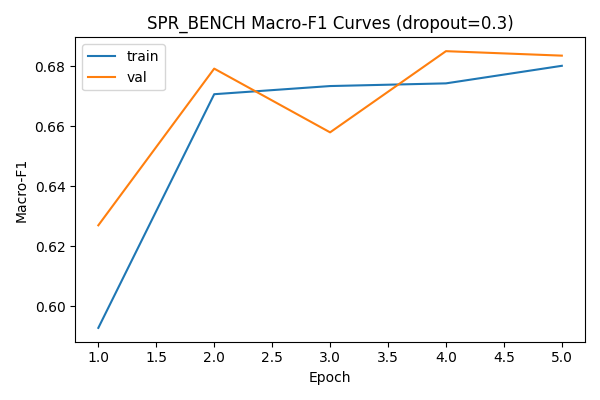 SPR_BENCH Macro-F1 Curves (dropout=0.3)
train
val
Macro-F1
0.68
0.66
0.64
0.62
0.60
1.0 1.5 2.0 2.5 3.0 3.5 4.0 4.5 5.0
Epoch